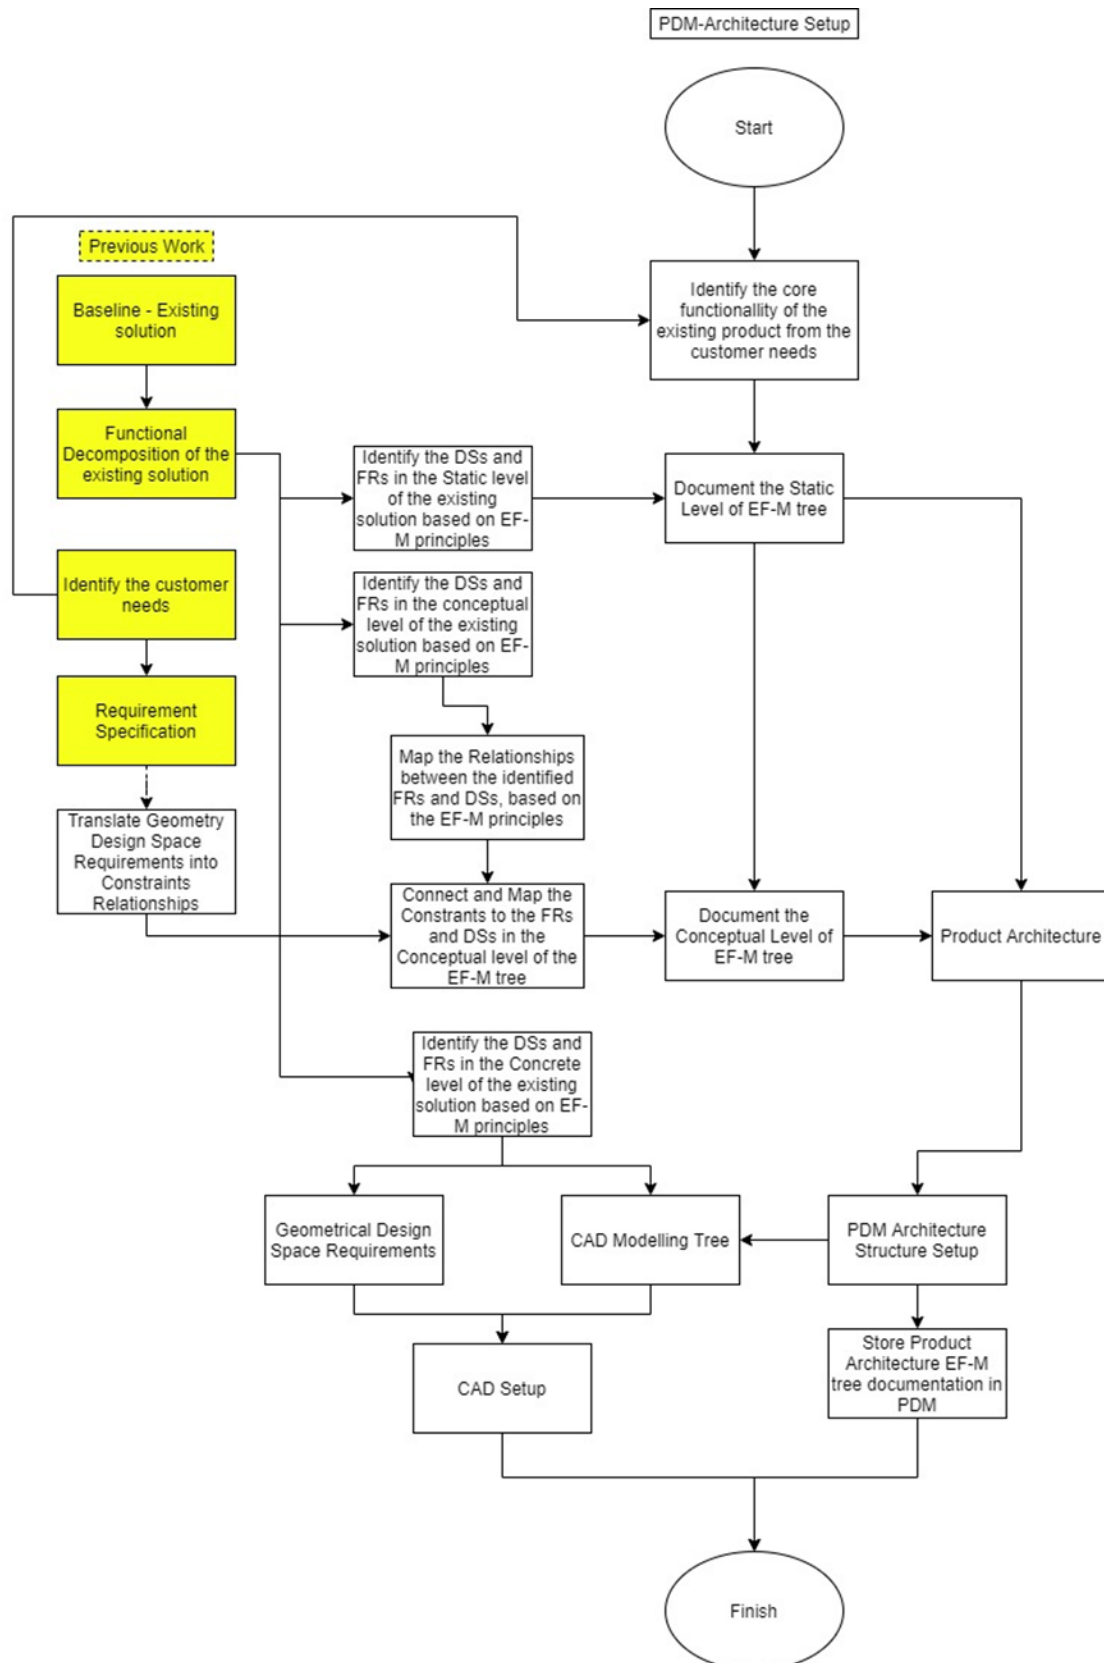 PDM-Architecture Setup
Start
Previous Work
Baseline - Existing
solution
Identify the core
functionallity of the
existing product from the
customer needs
Functional
Decomposition of the
existing solution
Identify the DSs and
FRs in the Static level
of the existing
solution based on EF-
M principles
Document the Static
Level of EF-M tree
Identify the customer
needs
Identify the DSs and
FRs in the conceptual
level of the existing
solution based on EF-
M principles
Requirement
Specification
Map the Relationships
between the identified
FRs and DSs, based on
the EF-M principles
Translate Geometry
Design Space
Requirements into
Constraints
Relationships
Connect and Map the
Constrants to the FRs
and DSs in the
Conceptual level of the
EF-M tree
Document the
Conceptual Level of
EF-M tree
Product Architecture
Identify the DSs and
FRs in the Concrete
level of the existing
solution based on EF-
M principles
Geometrical Design
Space Requirements
CAD Modelling Tree
PDM Architecture
Structure Setup
CAD Setup
Store Product
Architecture EF-M
tree documentation in
PDM
Finish